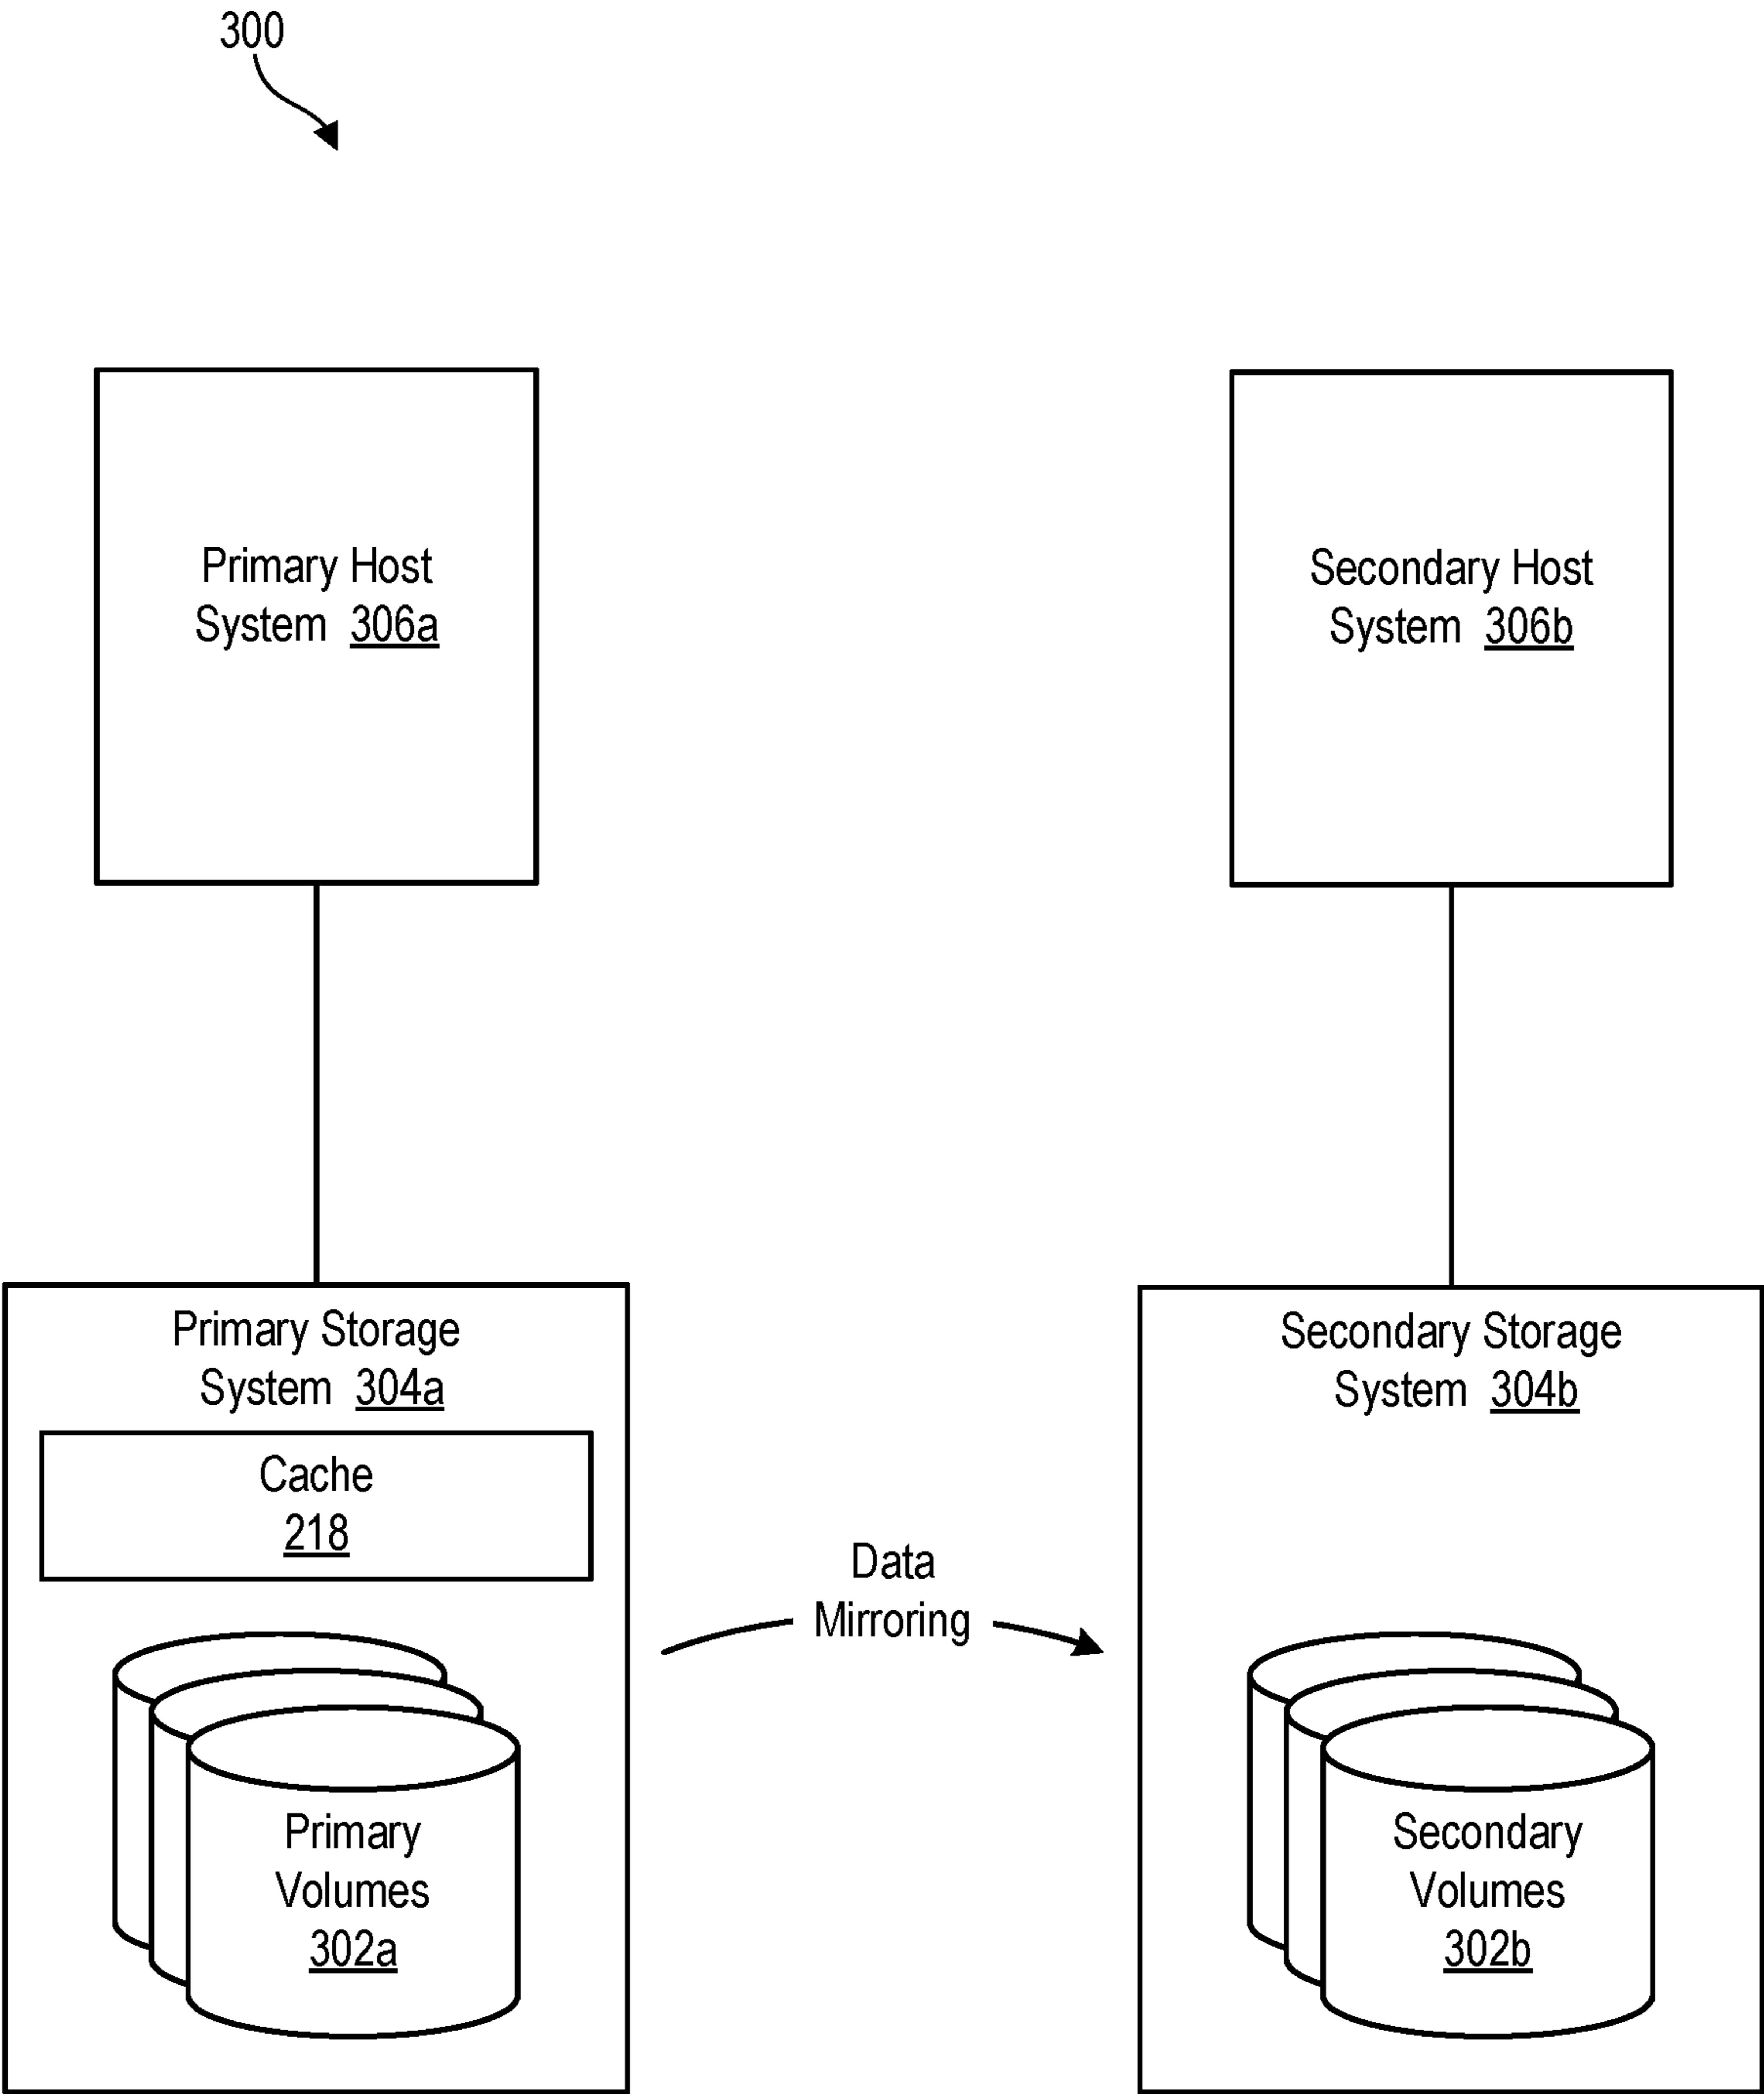 300
Primary Host
System 306a
Secondary Host
System 306b
Primary Storage
System 304a
Cache
218
Primary
Volumes
302a
Data
Mirroring
Secondary Storage
System 304b
Secondary
Volumes
302b